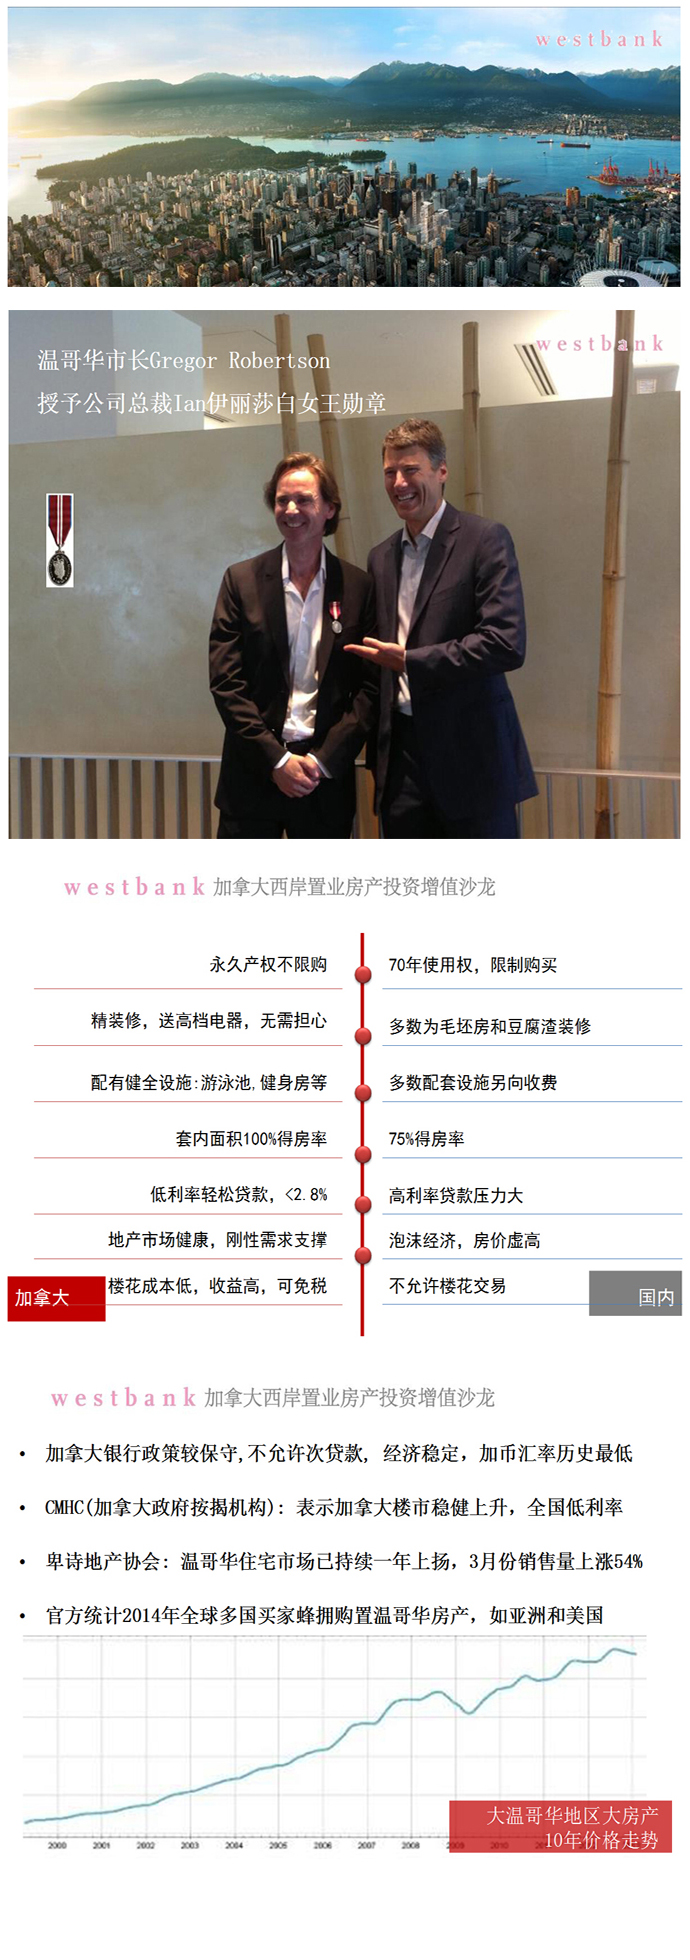 westbank
westbank
温哥华市长Gregor Robertson
授予公司总裁Ian伊丽莎白女王勋章
westbank 加拿大西岸置业房产投资增值沙龙
永久产权不限购
70年使用权，限制购买
精装修，送高档电器，无需担心
多数为毛坯房和豆腐渣装修
配有健全设施:游泳池,健身房等
多数配套设施另向收费
套内面积100%得房率
75%得房率
低利率轻松贷款，<2.8%
高利率贷款压力大
地产市场健康，刚性需求支撑
泡沫经济，房价虚高
楼花成本低，收益高，可免税
不允许楼花交易
加拿大
国内
westbank 加拿大西岸置业房产投资增值沙龙
• 加拿大银行政策较保守,不允许次贷款, 经济稳定，加币汇率历史最低
• CMHC(加拿大政府按揭机构): 表示加拿大楼市稳健上升，全国低利率
• 卑诗地产协会: 温哥华住宅市场已持续一年上扬，3月份销售量上涨54%
• 官方统计2014年全球多国买家蜂拥购置温哥华房产，如亚洲和美国
大温哥华地区大房产
10年价格走势
2000 2001 2002 2003 2004 2005 2006 2007 2008